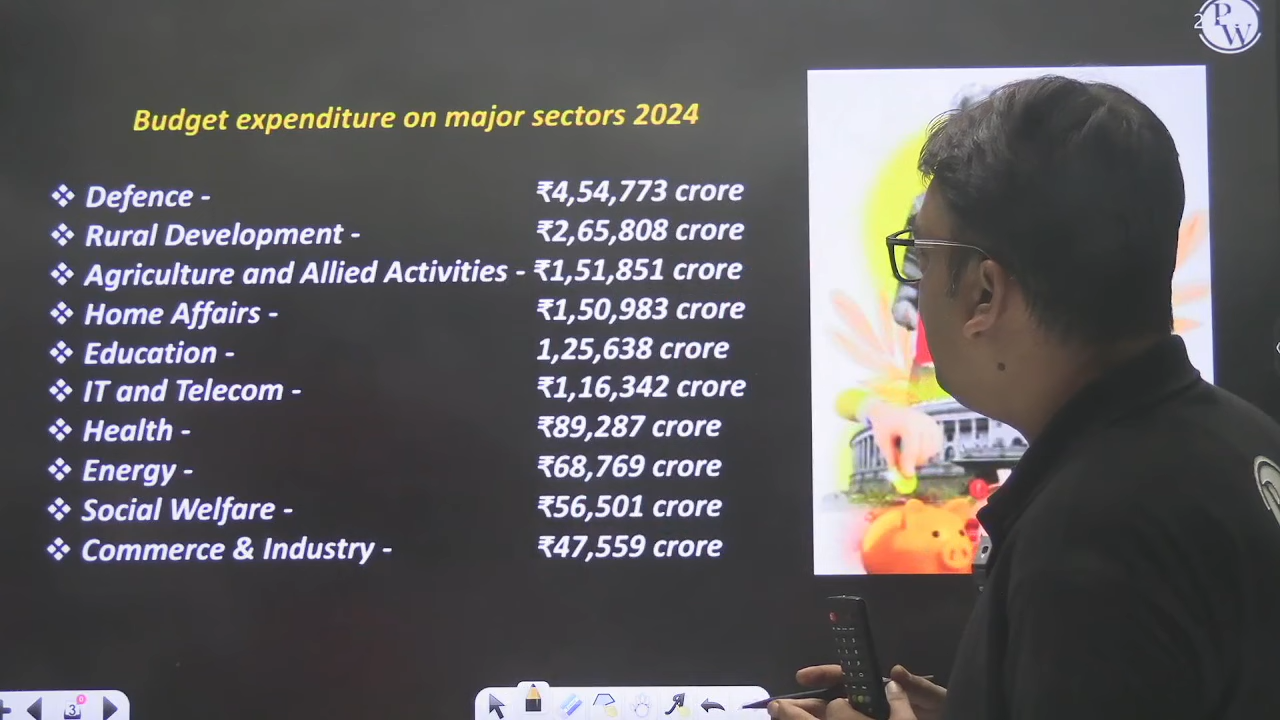 2
PW
Budget expenditure on major sectors 2024
❖ Defence - ₹4,54,773 crore
❖ Rural Development - ₹2,65,808 crore
❖ Agriculture and Allied Activities - ₹1,51,851 crore
❖ Home Affairs - ₹1,50,983 crore
❖ Education - 1,25,638 crore
❖ IT and Telecom - ₹1,16,342 crore
❖ Health - ₹89,287 crore
❖ Energy - ₹68,769 crore
❖ Social Welfare - ₹56,501 crore
❖ Commerce & Industry - ₹47,559 crore
3